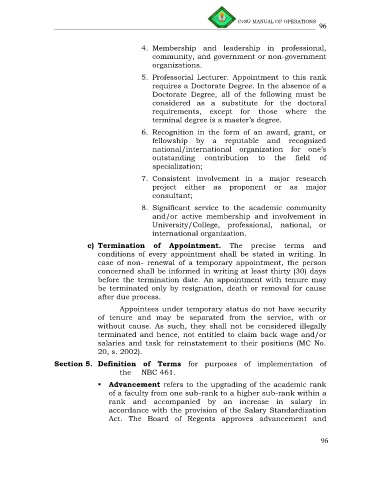 CvSU MANUAL OF OPERATIONS
96
4. Membership and leadership in professional,
community, and government or non-government
organizations.
5. Professorial Lecturer. Appointment to this rank
requires a Doctorate Degree. In the absence of a
Doctorate Degree, all of the following must be
considered as a substitute for the doctoral
requirements, except for those where the
terminal degree is a master's degree.
6. Recognition in the form of an award, grant, or
fellowship by a reputable and recognized
national/international organization for one's
outstanding contribution to the field of
specialization;
7. Consistent involvement in a major research
project either as proponent or as major
consultant;
8. Significant service to the academic community
and/or active membership and involvement in
University/College, professional, national, or
international organization.
c) Termination of Appointment. The precise terms and
conditions of every appointment shall be stated in writing. In
case of non- renewal of a temporary appointment, the person
concerned shall be informed in writing at least thirty (30) days
before the termination date. An appointment with tenure may
be terminated only by resignation, death or removal for cause
after due process.
Appointees under temporary status do not have security
of tenure and may be separated from the service, with or
without cause. As such, they shall not be considered illegally
terminated and hence, not entitled to claim back wage and/or
salaries and task for reinstatement to their positions (MC No.
20, s. 2002).
Section 5. Definition of Terms for purposes of implementation of
the NBC 461.
• Advancement refers to the upgrading of the academic rank
of a faculty from one sub-rank to a higher sub-rank within a
rank and accompanied by an increase in salary in
accordance with the provision of the Salary Standardization
Act. The Board of Regents approves advancement and
96